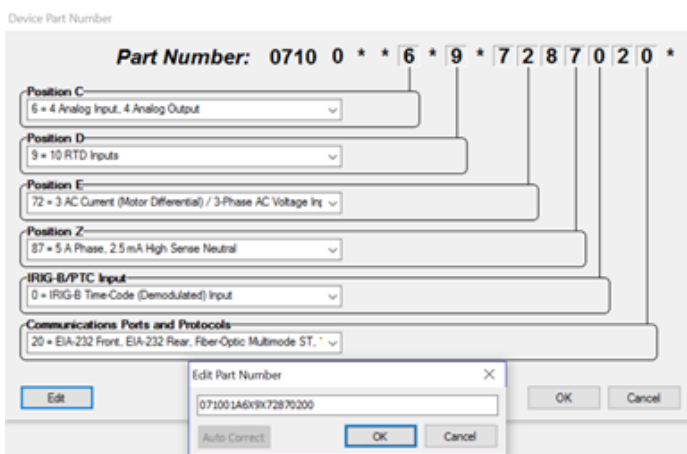 Device Part Number
Part Number: 0710 0 * * 6 * 9 * 7 2 8 7 0 2 0 *
Position C
6 = 4 Analog Input, 4 Analog Output
Position D
9 = 10 RTD Inputs
Position E
72 = 3 AC Current (Motor Differential) / 3-Phase AC Voltage Inp
Position Z
87 = 5 A Phase, 2.5 mA High Sense Neutral
IRIG-B/PTC Input
0 = IRIG-B Time-Code (Demodulated) Input
Communications Ports and Protocols
20 = EIA-232 Front, EIA-232 Rear, Fiber-Optic Multimode ST,
Edit
OK
Cancel
Edit Part Number
071001A6X9X72870200
Auto Correct
OK
Cancel